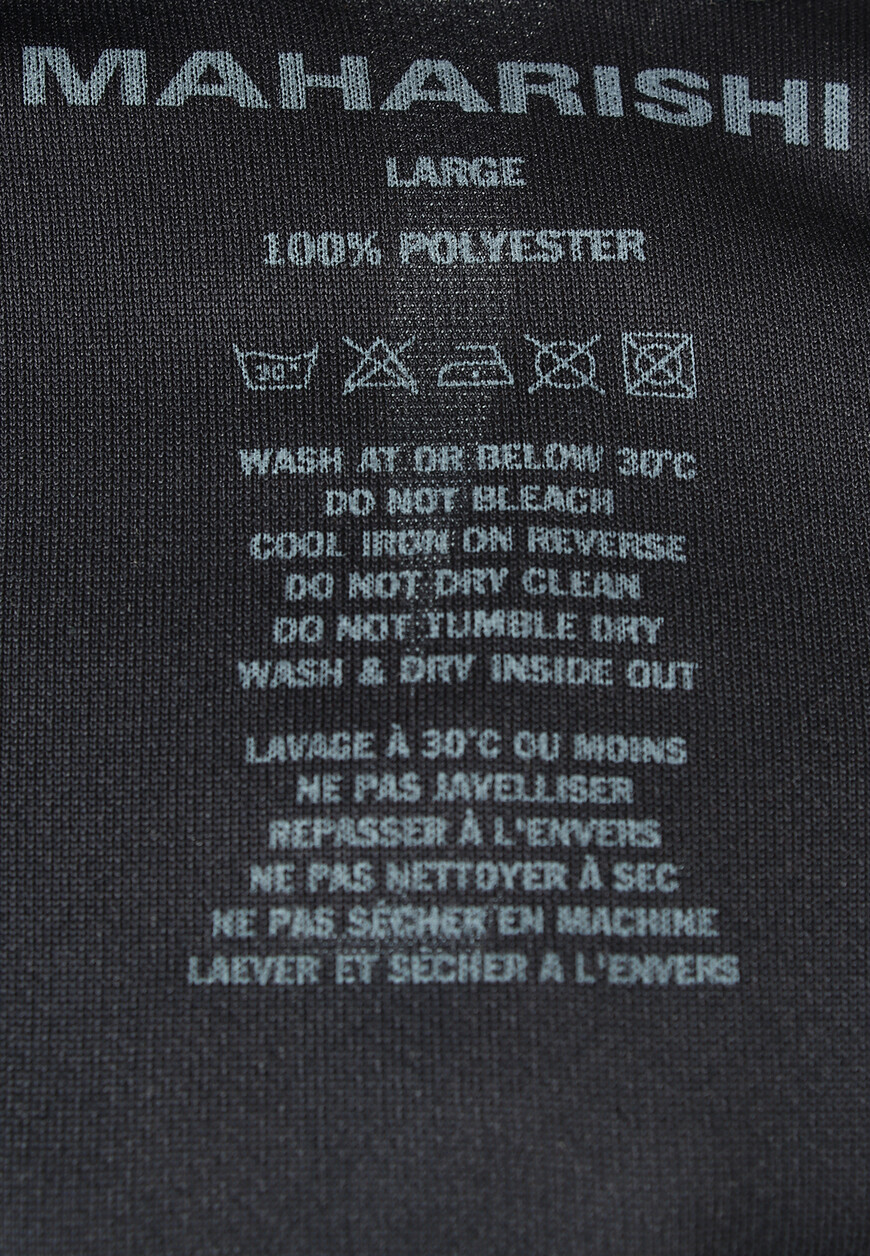 MAHARISHI
LARGE
100% POLYESTER
30°
WASH AT OR BELOW 30°C
DO NOT BLEACH
COOL IRON ON REVERSE
DO NOT DRY CLEAN
DO NOT TUMBLE DRY
WASH & DRY INSIDE OUT
LAVAGE À 30°C OU MOINS
NE PAS JAVELLISER
REPASSER À L'ENVERS
NE PAS NETTOYER À SEC
NE PAS SÉCHER EN MACHINE
LAEVER ET SÉCHER A L'ENVERS